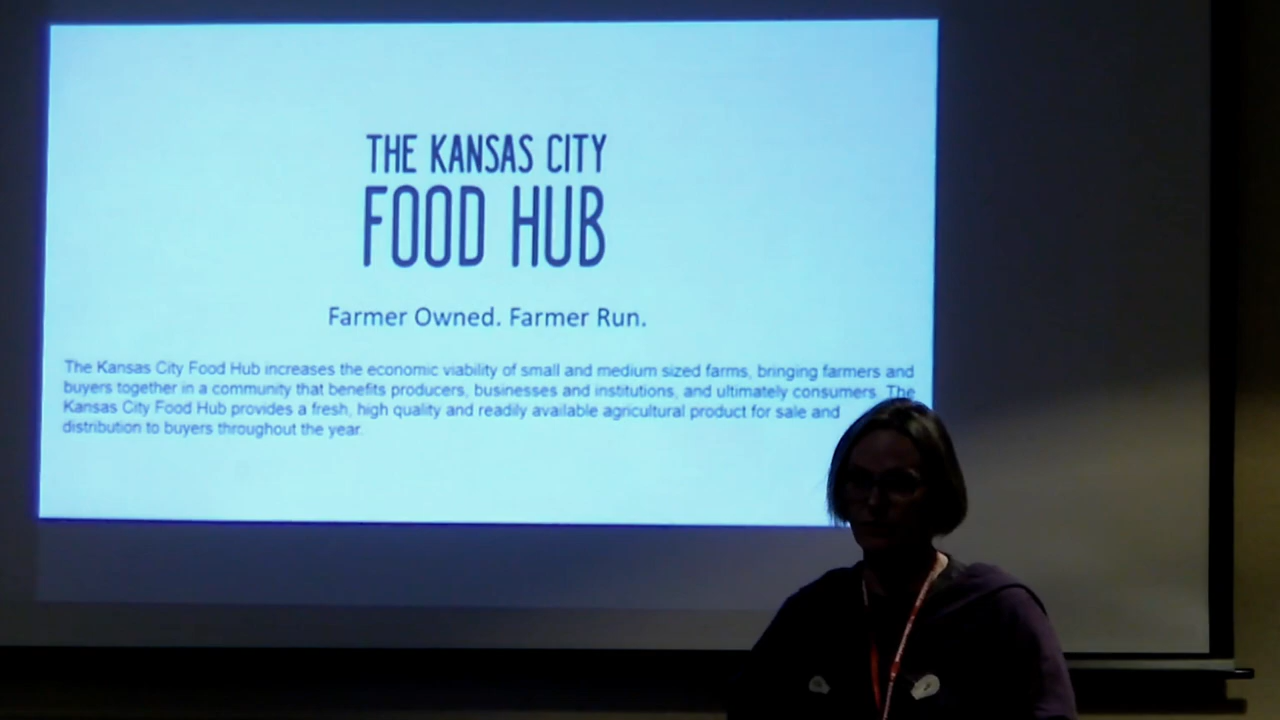 THE KANSAS CITY
FOOD HUB
Farmer Owned. Farmer Run.
The Kansas City Food Hub increases the economic viability of small and medium sized farms, bringing farmers and
buyers together in a community that benefits producers, businesses and institutions, and ultimately consumers. The
Kansas City Food Hub provides a fresh, high quality and readily available agricultural product for sale and
distribution to buyers throughout the year.